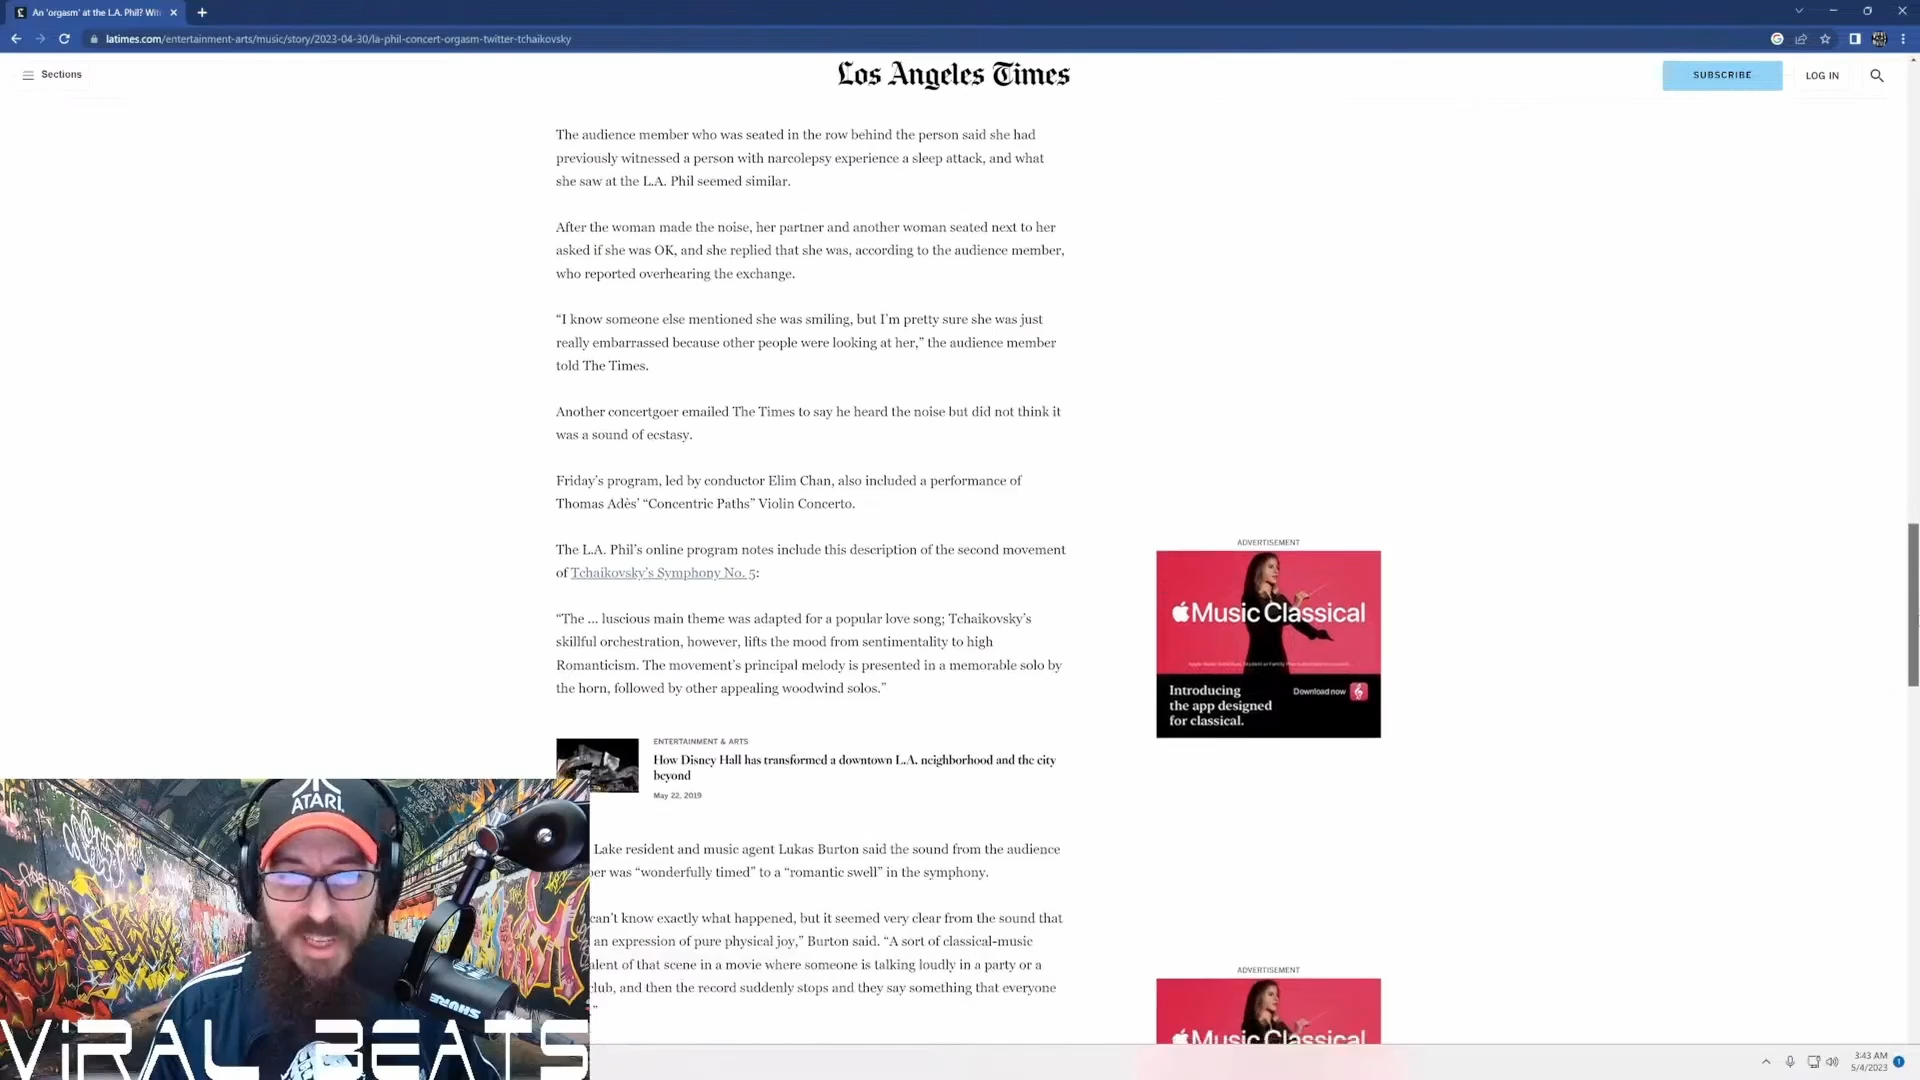 An 'orgasm' at the L.A. Phil? Wit
latimes.com/entertainment-arts/music/story/2023-04-30/la-phil-concert-orgasm-twitter-tchaikovsky
Sections
Los Angeles Times
SUBSCRIBE
LOG IN
The audience member who was seated in the row behind the person said she had
previously witnessed a person with narcolepsy experience a sleep attack, and what
she saw at the L.A. Phil seemed similar.
After the woman made the noise, her partner and another woman seated next to her
asked if she was OK, and she replied that she was, according to the audience member,
who reported overhearing the exchange.
“I know someone else mentioned she was smiling, but I’m pretty sure she was just
really embarrassed because other people were looking at her,” the audience member
told The Times.
Another concertgoer emailed The Times to say he heard the noise but did not think it
was a sound of ecstasy.
Friday’s program, led by conductor Elim Chan, also included a performance of
Thomas Adès’ “Concentric Paths” Violin Concerto.
The L.A. Phil’s online program notes include this description of the second movement
of Tchaikovsky’s Symphony No. 5:
“The ... luscious main theme was adapted for a popular love song; Tchaikovsky’s
skillful orchestration, however, lifts the mood from sentimentality to high
Romanticism. The movement’s principal melody is presented in a memorable solo by
the horn, followed by other appealing woodwind solos.”
ENTERTAINMENT & ARTS
How Disney Hall has transformed a downtown L.A. neighborhood and the city
beyond
May 22, 2019
Lake resident and music agent Lukas Burton said the sound from the audience
ber was “wonderfully timed” to a “romantic swell” in the symphony.
can’t know exactly what happened, but it seemed very clear from the sound that
an expression of pure physical joy,” Burton said. “A sort of classical-music
alent of that scene in a movie where someone is talking loudly in a party or a
club, and then the record suddenly stops and they say something that everyone
”
ADVERTISEMENT
Music Classical
Introducing
the app designed
for classical.
Download now
ADVERTISEMENT
Music Classical
ATARI
SHURE
ViRAL BEATS
3:43 AM
5/4/2023
1